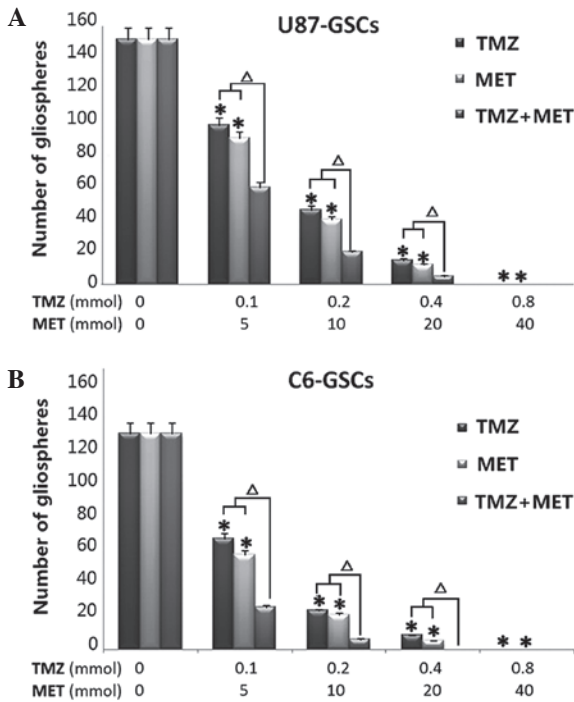 A
U87-GSCs
Number of gliospheres
160
140
120
100
80
60
40
20
0
TMZ
MET
TMZ+MET
Δ
* *
Δ
* *
Δ
* *
* *
TMZ (mmol) 0 0.1 0.2 0.4 0.8
MET (mmol) 0 5 10 20 40
B
C6-GSCs
Number of gliospheres
160
140
120
100
80
60
40
20
0
TMZ
MET
TMZ+MET
Δ
* *
Δ
* *
Δ
* *
* *
TMZ (mmol) 0 0.1 0.2 0.4 0.8
MET (mmol) 0 5 10 20 40